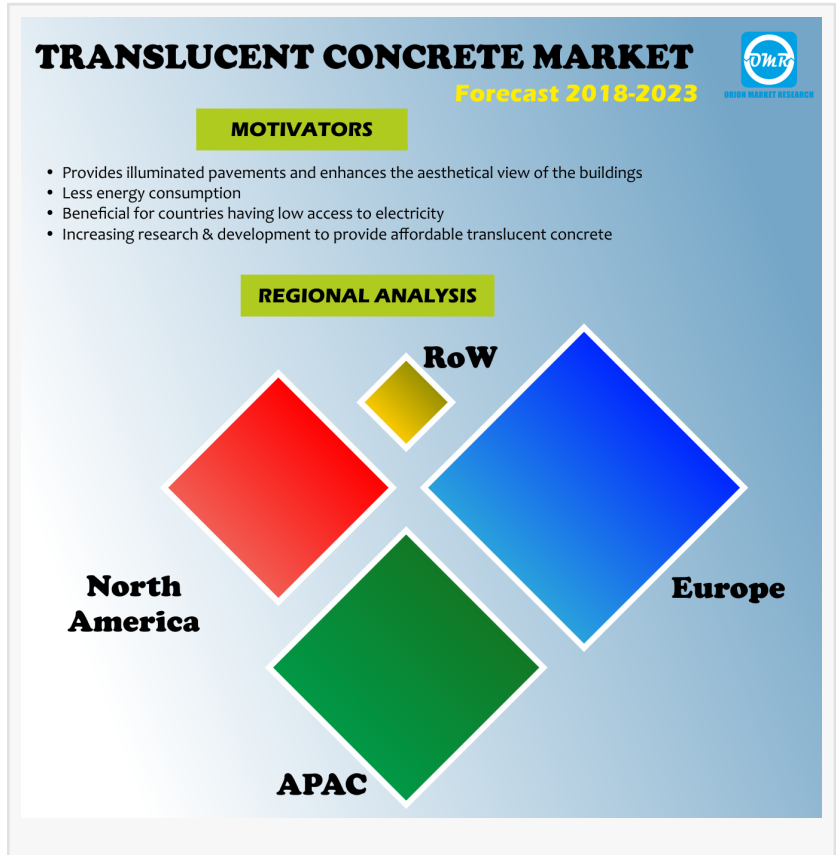 TRANSLUCENT CONCRETE MARKET
OMR
ORION MARKET RESEARCH
Forecast 2018-2023
MOTIVATORS
• Provides illuminated pavements and enhances the aesthetical view of the buildings
• Less energy consumption
• Beneficial for countries having low access to electricity
• Increasing research & development to provide affordable translucent concrete
REGIONAL ANALYSIS
RoW
North
America
Europe
APAC